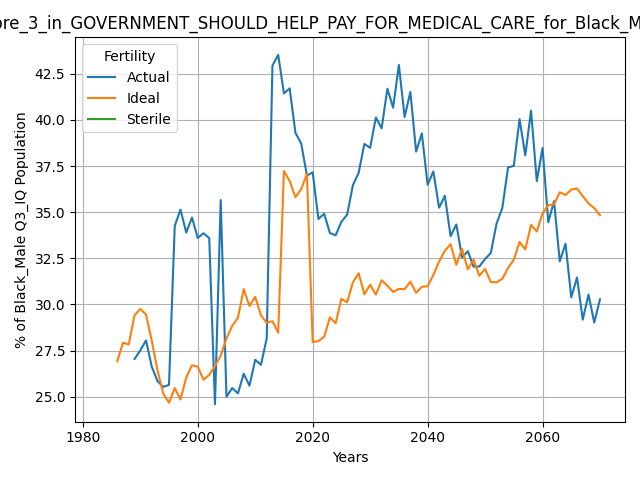 ore_3_in_GOVERNMENT_SHOULD_HELP_PAY_FOR_MEDICAL_CARE_for_Black_M
Fertility
Actual
Ideal
Sterile
% of Black_Male Q3_IQ Population
42.5
40.0
37.5
35.0
32.5
30.0
27.5
25.0
1980 2000 2020 2040 2060
Years